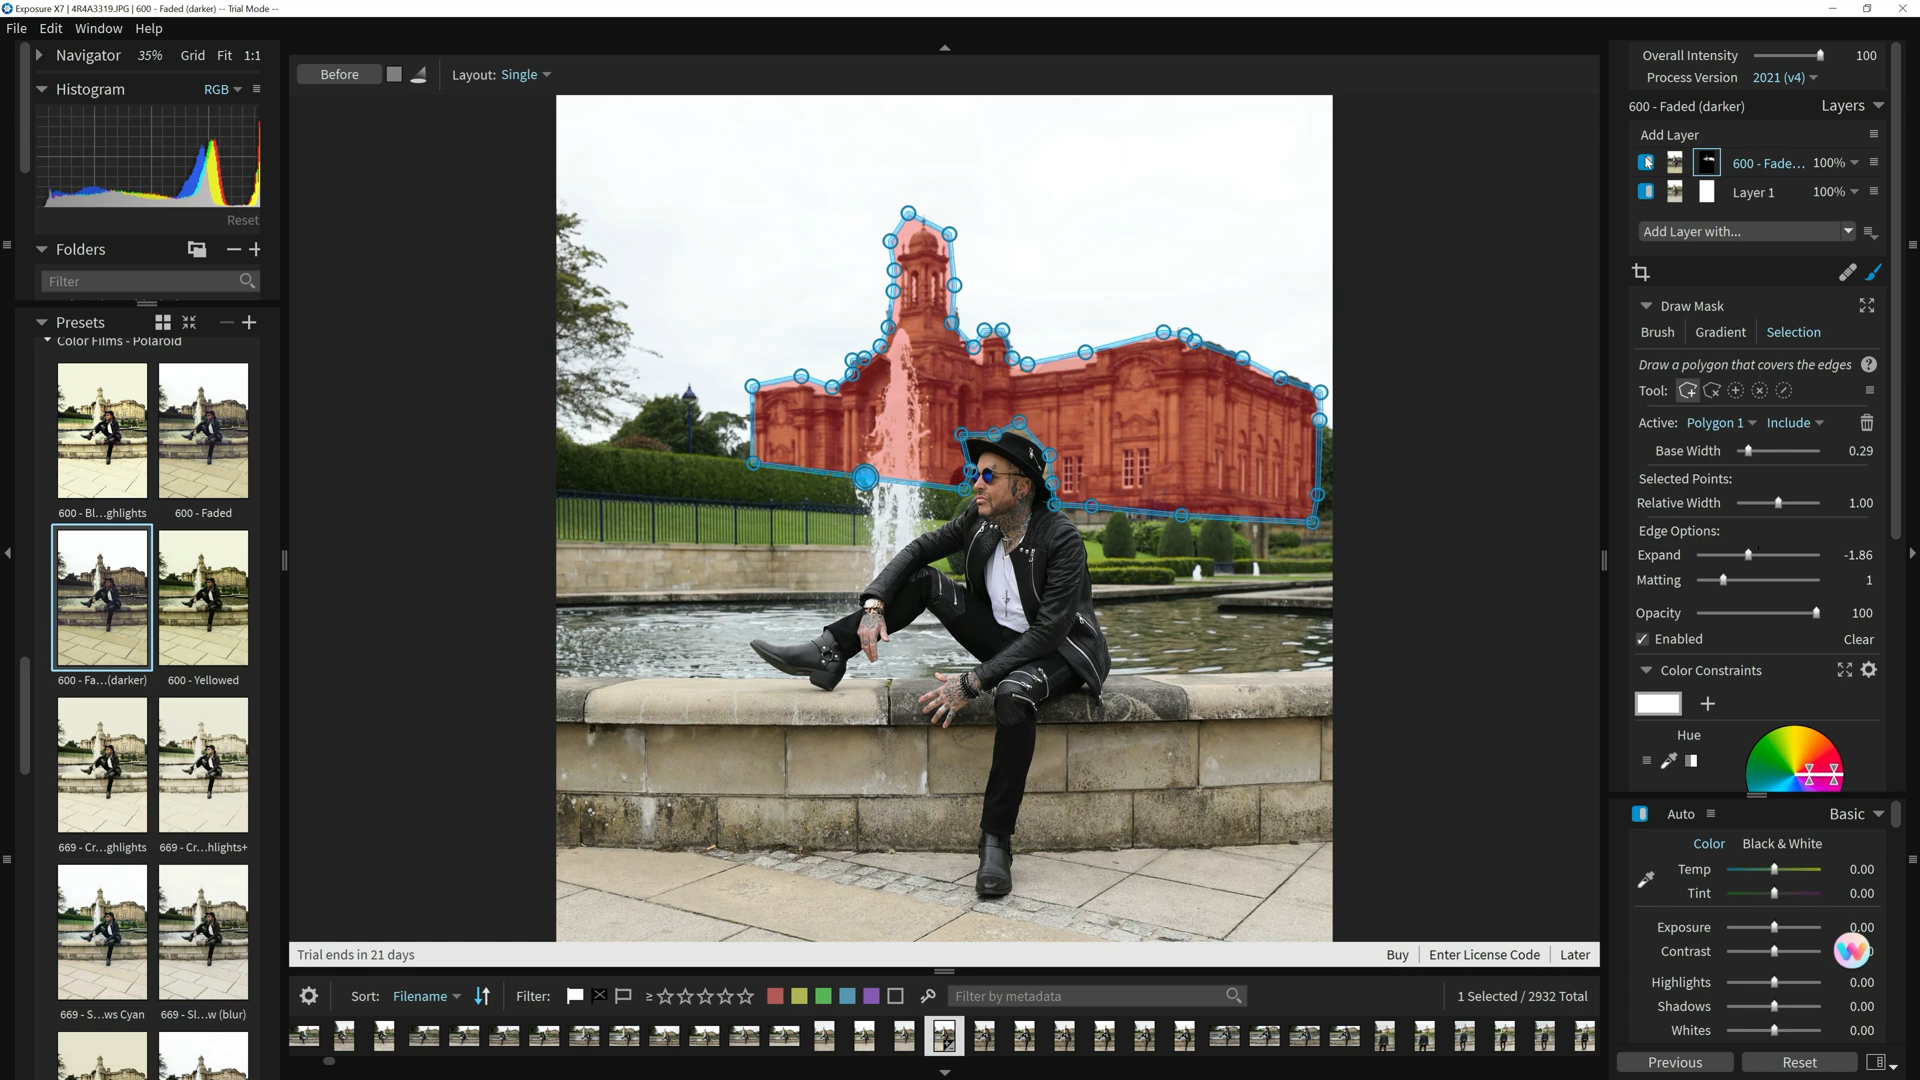 Exposure X7 | 4R4A3319.JPG | 600 - Faded (darker) -- Trial Mode --
File Edit Window Help
Navigator 35% Grid Fit 1:1
Histogram RGB
Reset
Folders
Filter
Presets
Color Films - Polaroid
600 - Bl...ghlights 600 - Faded
600 - Fa...(darker) 600 - Yellowed
669 - Cr...ghlights 669 - Cr...hlights+
669 - S...ws Cyan 669 - Sl...w (blur)
Before Layout: Single
Trial ends in 21 days Buy Enter License Code Later
Sort: Filename Filter: ≥ Filter by metadata 1 Selected / 2932 Total
Overall Intensity 100
Process Version 2021 (v4)
600 - Faded (darker) Layers
Add Layer
600 - Fade... 100%
Layer 1 100%
Add Layer with...
Draw Mask
Brush Gradient Selection
Draw a polygon that covers the edges ?
Tool:
Active: Polygon 1 Include
Base Width 0.29
Selected Points:
Relative Width 1.00
Edge Options:
Expand -1.86
Matting 1
Opacity 100
Enabled Clear
Color Constraints
Hue
Auto Basic
Color Black & White
Temp 0.00
Tint 0.00
Exposure 0.00
Contrast
Highlights 0.00
Shadows 0.00
Whites 0.00
Previous Reset